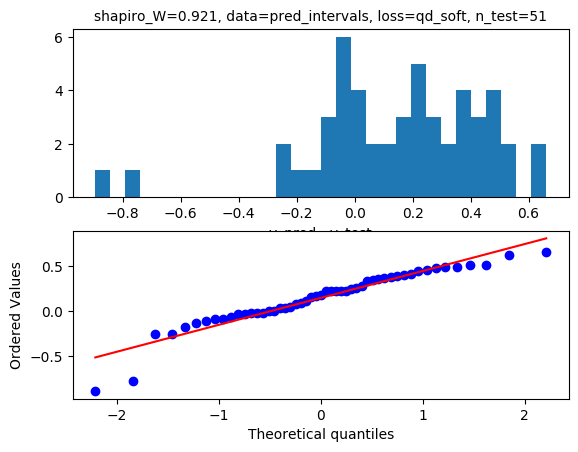 shapiro_W=0.921, data=pred_intervals, loss=qd_soft, n_test=51
6
4
2
0
−0.8 −0.6 −0.4 −0.2 0.0 0.2 0.4 0.6
Ordered Values
0.5
0.0
−0.5
−2 −1 0 1 2
Theoretical quantiles